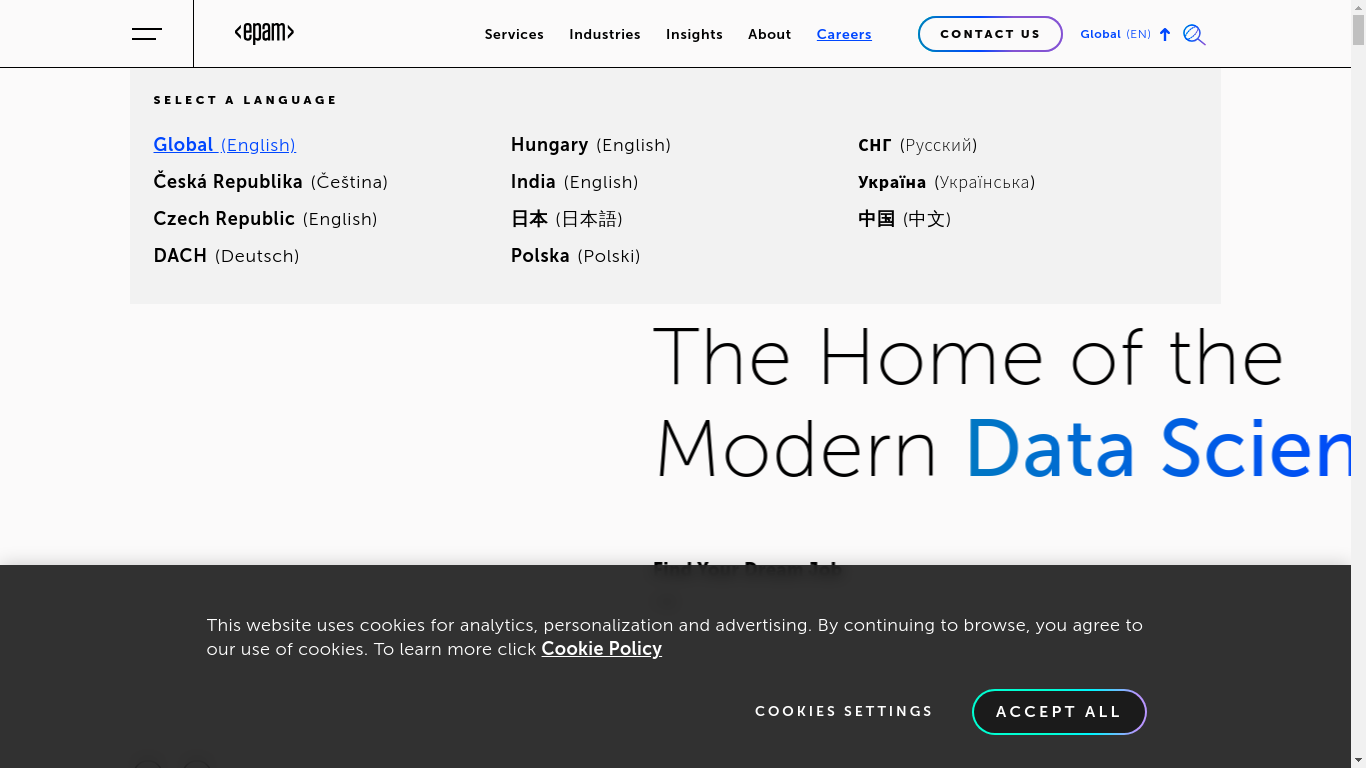 <epam>
Services Industries Insights About Careers CONTACT US Global (EN)
SELECT A LANGUAGE
Global (English)
Česká Republika (Čeština)
Czech Republic (English)
DACH (Deutsch)
Hungary (English)
India (English)
日本 (日本語)
Polska (Polski)
СНГ (Русский)
Україна (Українська)
中国 (中文)
The Home of the
Modern Data Scien
Find Your Dream Job
This website uses cookies for analytics, personalization and advertising. By continuing to browse, you agree to
our use of cookies. To learn more click Cookie Policy
COOKIES SETTINGS ACCEPT ALL